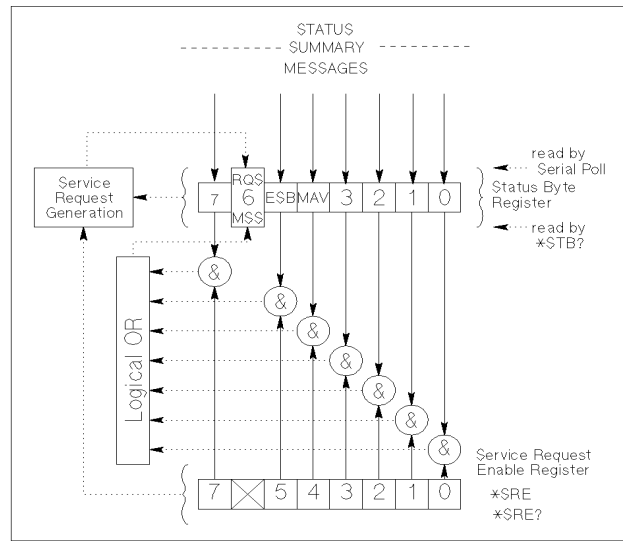 STATUS
SUMMARY
MESSAGES
read by
Serial Poll
Service
Request
Generation
7
RQS
6
MSS
ESB
MAV
3
2
1
0
Status Byte
Register
read by
*STB?
&
&
&
&
&
&
&
Logical OR
Service Request
Enable Register
7
5
4
3
2
1
0
*SRE
*SRE?